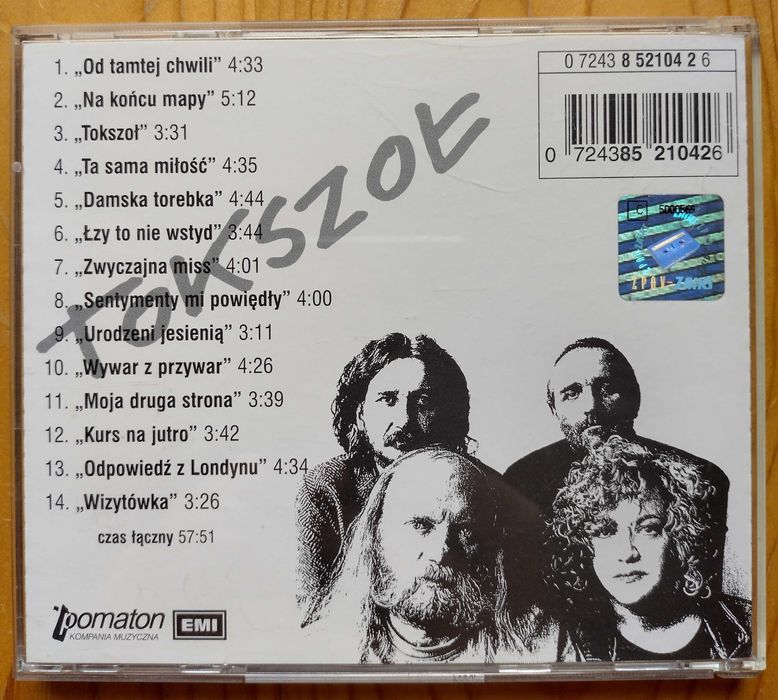 1. „Od tamtej chwili” 4:33
2. „Na końcu mapy” 5:12
3. „Tokszoł” 3:31
4. „Ta sama miłość” 4:35
5. „Damska torebka” 4:44
6. „Łzy to nie wstyd” 3:44
7. „Zwyczajna miss” 4:01
8. „Sentymenty mi powiędły” 4:00
9. „Urodzeni jesienią” 3:11
10. „Wywar z przywar” 4:26
11. „Moja druga strona” 3:39
12. „Kurs na jutro” 3:42
13. „Odpowiedź z Londynu” 4:34
14. „Wizytówka” 3:26
czas łączny 57:51
TOKSZOŁ
0 7243 8 52104 2 6
0 724385 210426
ZPAV-ZAIKS
pomaton
KOMPANIA MUZYCZNA
EMI